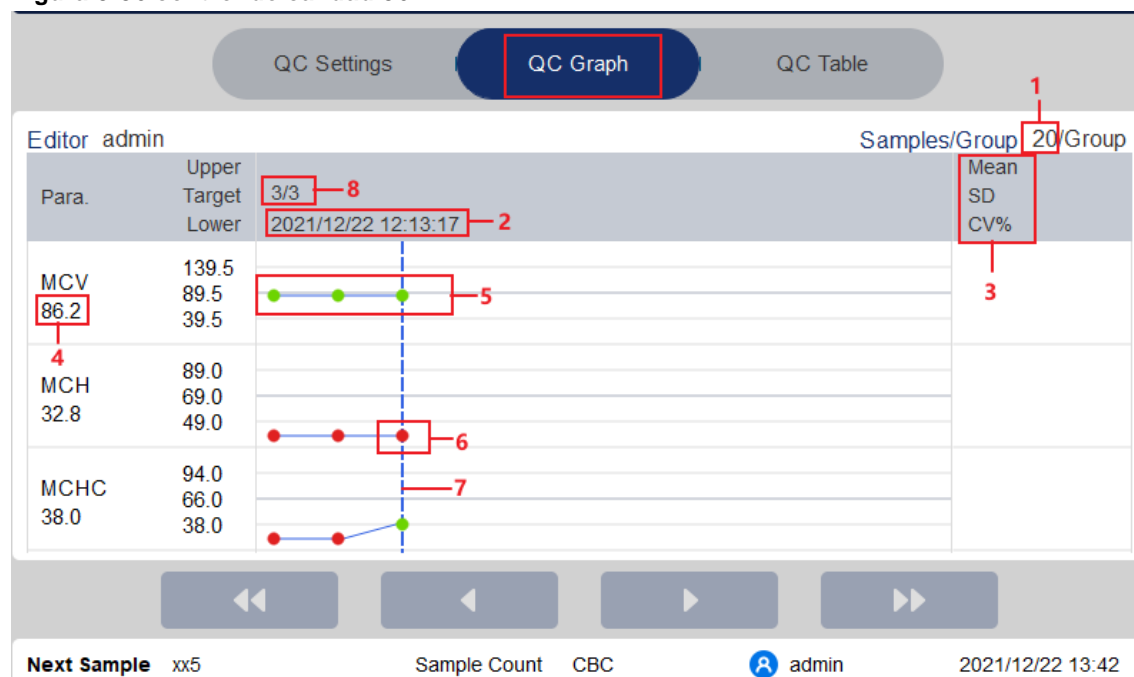 QC Settings QC Graph QC Table
1
Editor admin Samples/Group 20/Group
Para.
Upper
Target
Lower
3/3 8
2021/12/22 12:13:17 2
Mean
SD
CV%
3
MCV
86.2
4
139.5
89.5
39.5
5
MCH
32.8
89.0
69.0
49.0
6
MCHC
38.0
94.0
66.0
38.0
7
Next Sample xx5 Sample Count CBC admin 2021/12/22 13:42